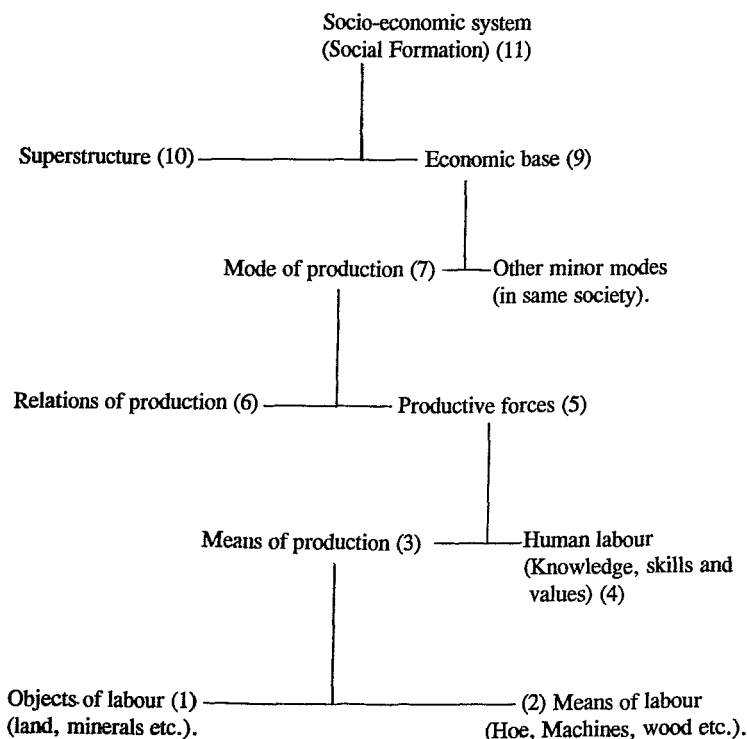 Socio-economic system
(Social Formation) (11)
Superstructure (10)
Economic base (9)
Mode of production (7)
Other minor modes
(in same society).
Relations of production (6)
Productive forces (5)
Means of production (3)
Human labour
(Knowledge, skills and
values) (4)
Objects of labour (1)
(land, minerals etc.).
(2) Means of labour
(Hoe, Machines, wood etc.).